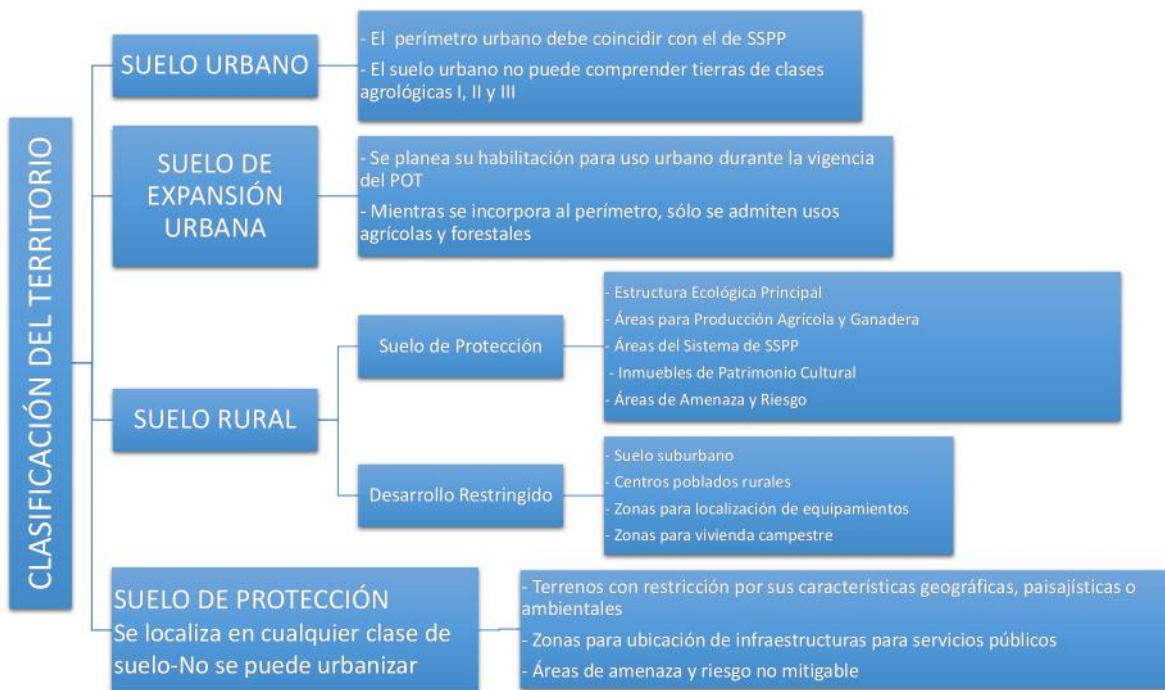 CLASIFICACIÓN DEL TERRITORIO
SUELO URBANO
- El perímetro urbano debe coincidir con el de SSPP
- El suelo urbano no puede comprender tierras de clases
agrológicas I, II y III
SUELO DE
EXPANSIÓN
URBANA
- Se planea su habilitación para uso urbano durante la vigencia
del POT
- Mientras se incorpora al perímetro, sólo se admiten usos
agrícolas y forestales
SUELO RURAL
Suelo de Protección
- Estructura Ecológica Principal
- Áreas para Producción Agrícola y Ganadera
- Áreas del Sistema de SSPP
- Inmuebles de Patrimonio Cultural
- Áreas de Amenaza y Riesgo
Desarrollo Restringido
- Suelo suburbano
- Centros poblados rurales
- Zonas para localización de equipamientos
- Zonas para vivienda campestre
SUELO DE PROTECCIÓN
Se localiza en cualquier clase de
suelo-No se puede urbanizar
- Terrenos con restricción por sus características geográficas, paisajísticas o
ambientales
- Zonas para ubicación de infraestructuras para servicios públicos
- Áreas de amenaza y riesgo no mitigable